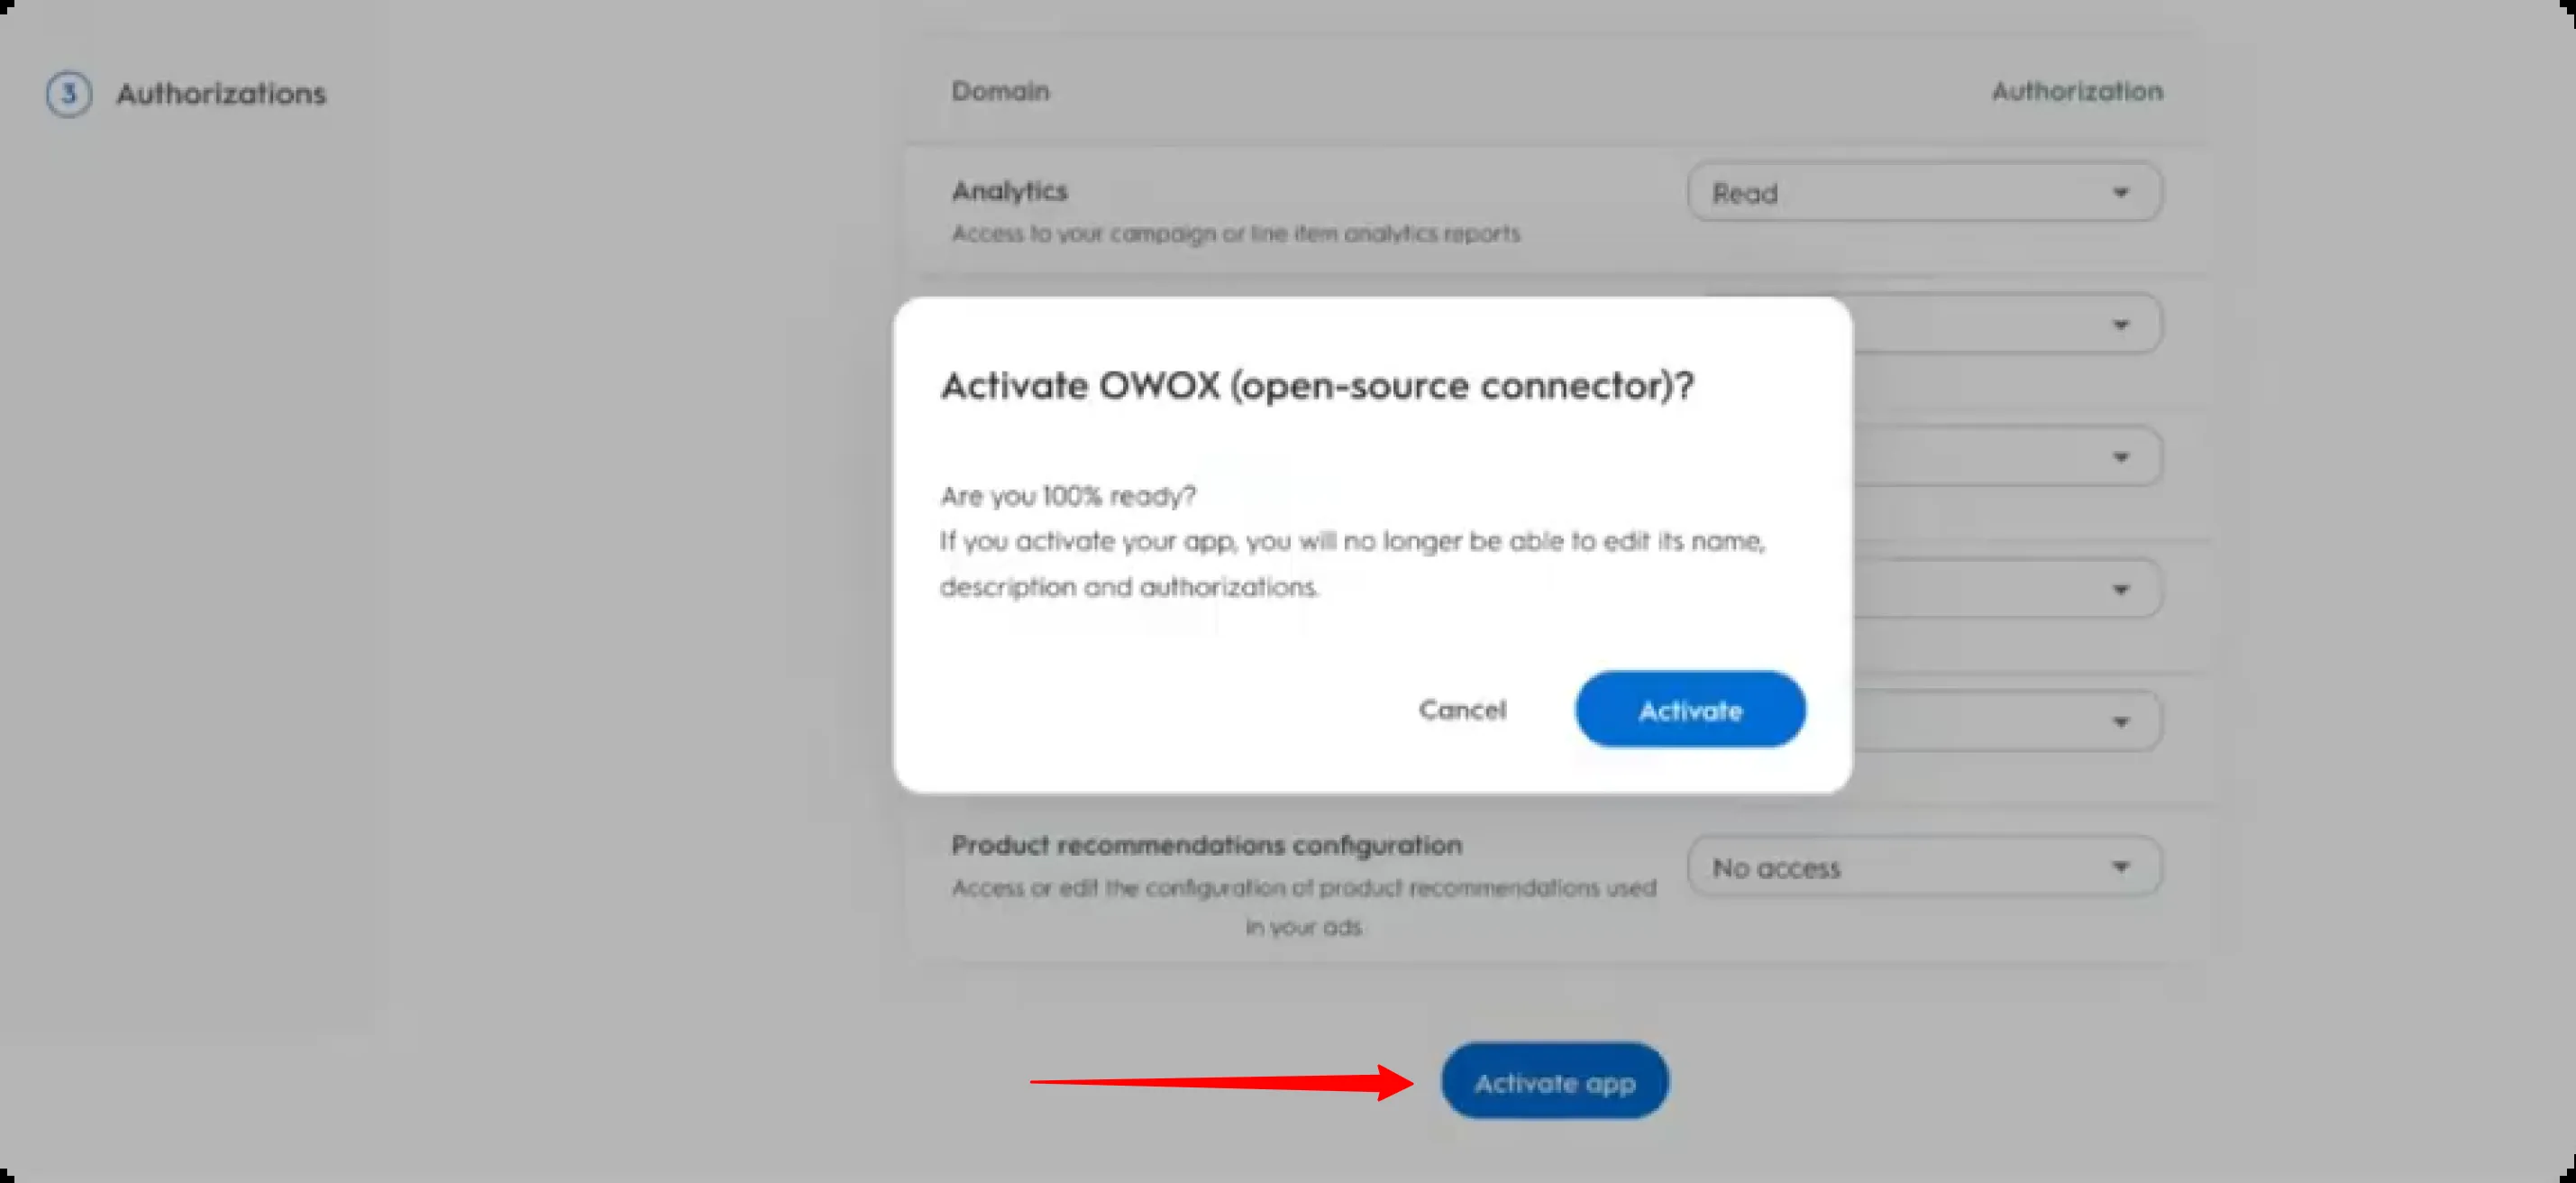 3 Authorizations
Domain Authorization
Analytics Read
Access to your campaign or line item analytics reports
Activate OWOX (open-source connector)?
Are you 100% ready?
If you activate your app, you will no longer be able to edit its name,
description and authorizations.
Cancel Activate
Product recommendations configuration No access
Access or edit the configuration of product recommendations used
in your ads
Activate app